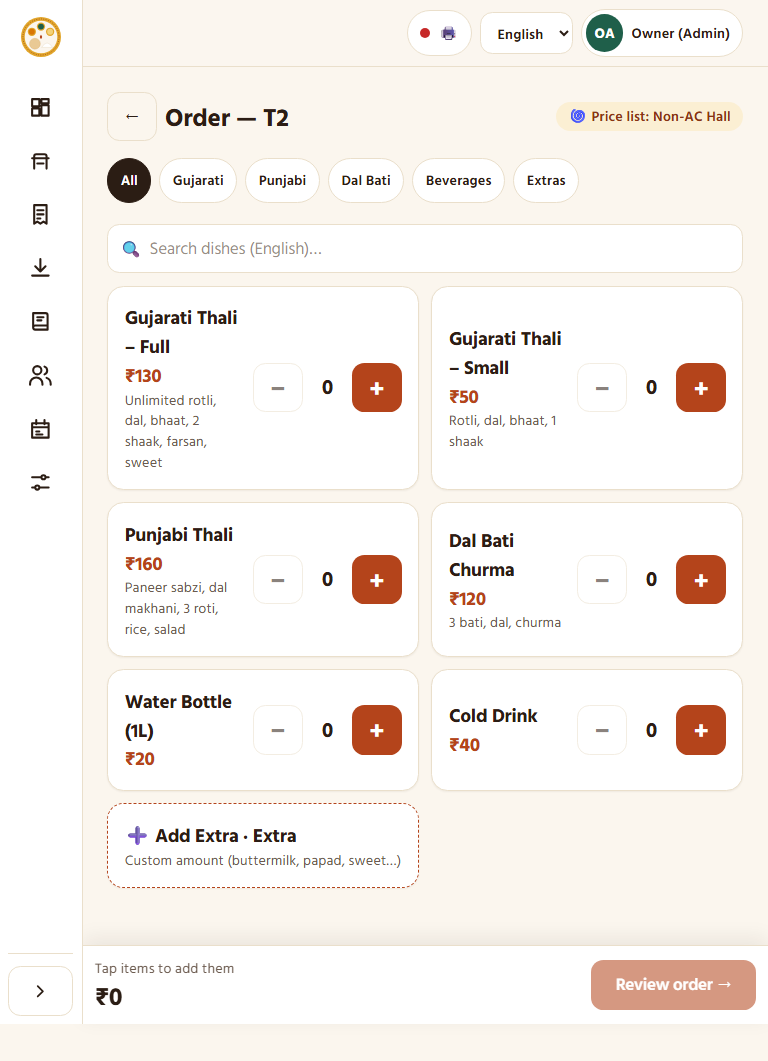 English
OA
Owner (Admin)
←
Order — T2
Price list: Non-AC Hall
All
Gujarati
Punjabi
Dal Bati
Beverages
Extras
Search dishes (English)...
Gujarati Thali
– Full
₹130
Unlimited rotli,
dal, bhaat, 2
shaak, farsan,
sweet
−
0
+
Gujarati Thali
– Small
₹50
Rotli, dal, bhaat, 1
shaak
−
0
+
Punjabi Thali
₹160
Paneer sabzi, dal
makhani, 3 roti,
rice, salad
−
0
+
Dal Bati
Churma
₹120
3 bati, dal, churma
−
0
+
Water Bottle
(1L)
₹20
−
0
+
Cold Drink
₹40
−
0
+
Add Extra · Extra
Custom amount (buttermilk, papad, sweet...)
Tap items to add them
₹0
Review order →